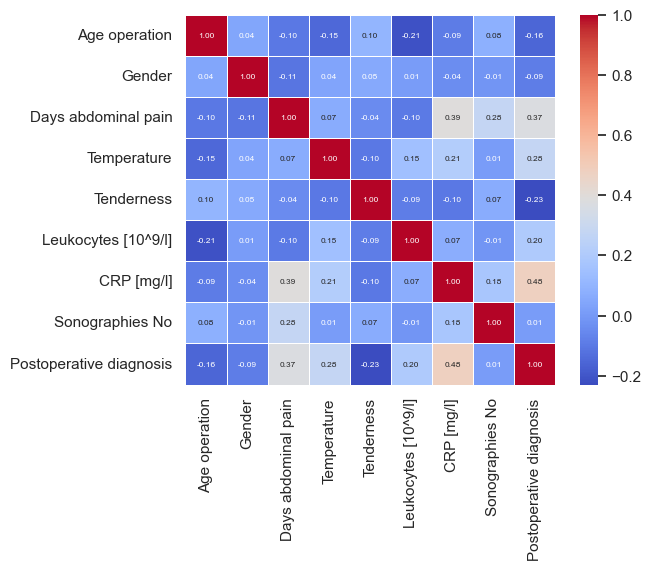 Age operation 1.00 0.04 -0.10 -0.15 0.10 -0.21 -0.09 0.08 -0.16
Gender 0.04 1.00 -0.11 0.04 0.05 0.01 -0.04 -0.01 -0.09
Days abdominal pain -0.10 -0.11 1.00 0.07 -0.04 -0.10 0.39 0.28 0.37
Temperature -0.15 0.04 0.07 1.00 -0.10 0.15 0.21 0.01 0.28
Tenderness 0.10 0.05 -0.04 -0.10 1.00 -0.09 -0.10 0.07 -0.23
Leukocytes [10^9/l] -0.21 0.01 -0.10 0.15 -0.09 1.00 0.07 -0.01 0.20
CRP [mg/l] -0.09 -0.04 0.39 0.21 -0.10 0.07 1.00 0.18 0.48
Sonographies No 0.08 -0.01 0.28 0.01 0.07 -0.01 0.18 1.00 0.01
Postoperative diagnosis -0.16 -0.09 0.37 0.28 -0.23 0.20 0.48 0.01 1.00
Age operation
Gender
Days abdominal pain
Temperature
Tenderness
Leukocytes [10^9/l]
CRP [mg/l]
Sonographies No
Postoperative diagnosis
1.0
0.8
0.6
0.4
0.2
0.0
−0.2